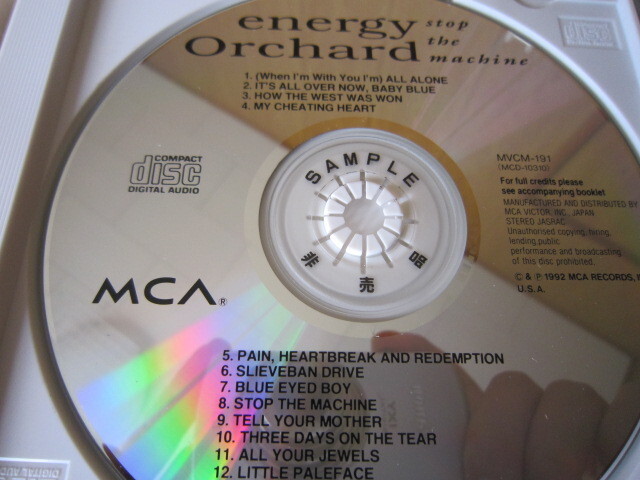 energy
Orchard
stop
the
machine
1. (When I'm With You I'm) ALL ALONE
2. IT'S ALL OVER NOW, BABY BLUE
3. HOW THE WEST WAS WON
4. MY CHEATING HEART
COMPACT
disc
DIGITAL AUDIO
SAMPLE
非売品
MVCM-191
(MCD-10310)
For full credits please
see accompanying booklet
MANUFACTURED AND DISTRIBUTED BY
MCA VICTOR, INC., JAPAN
STEREO JASRAC
Unauthorised copying, hiring,
lending, public
performance and broadcasting
of this disc prohibited.
© & ℗ 1992 MCA RECORDS,
U.S.A.
MCA®
5. PAIN, HEARTBREAK AND REDEMPTION
6. SLIEVEBAN DRIVE
7. BLUE EYED BOY
8. STOP THE MACHINE
9. TELL YOUR MOTHER
10. THREE DAYS ON THE TEAR
11. ALL YOUR JEWELS
12. LITTLE PALEFACE
disc
DIGITAL AUDIO